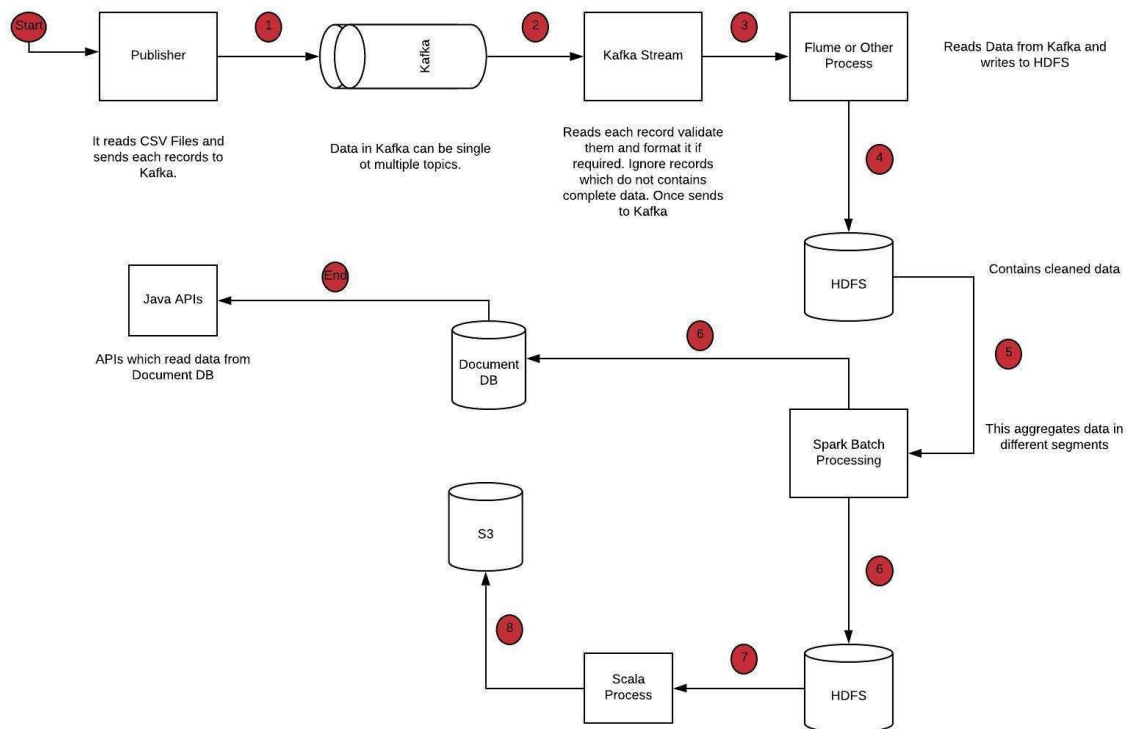 Start
1
2
3
Publisher
Kafka
Kafka Stream
Flume or Other
Process
Reads Data from Kafka and
writes to HDFS
It reads CSV Files and
sends each records to
Kafka.
Data in Kafka can be single
ot multiple topics.
Reads each record validate
them and format it if
required. Ignore records
which do not contains
complete data. Once sends
to Kafka
4
HDFS
Contains cleaned data
End
Java APIs
APIs which read data from
Document DB
Document
DB
6
5
This aggregates data in
different segments
Spark Batch
Processing
S3
6
8
7
Scala
Process
HDFS